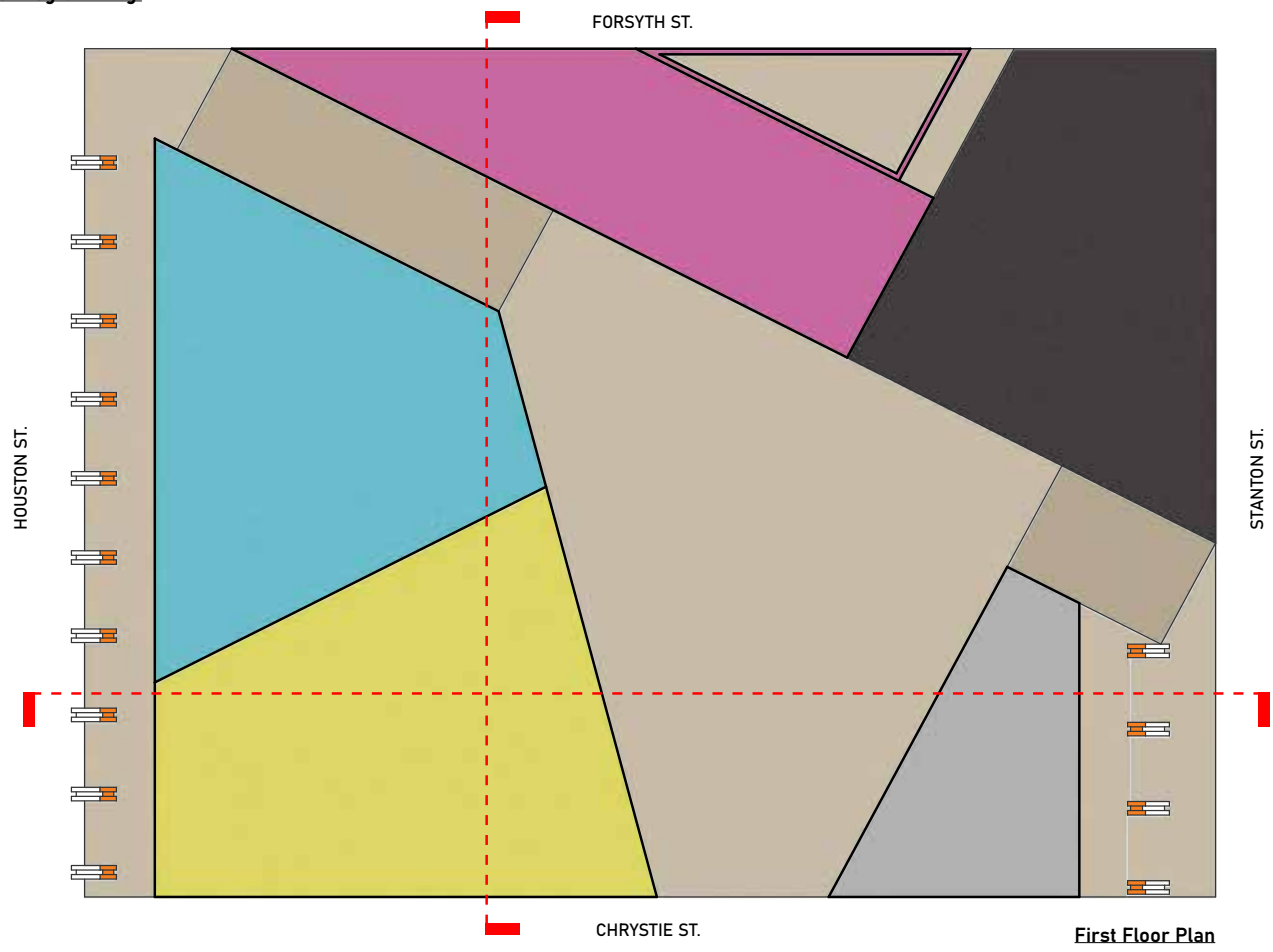 FORSYTH ST.
HOUSTON ST.
STANTON ST.
CHRYSTIE ST.
First Floor Plan